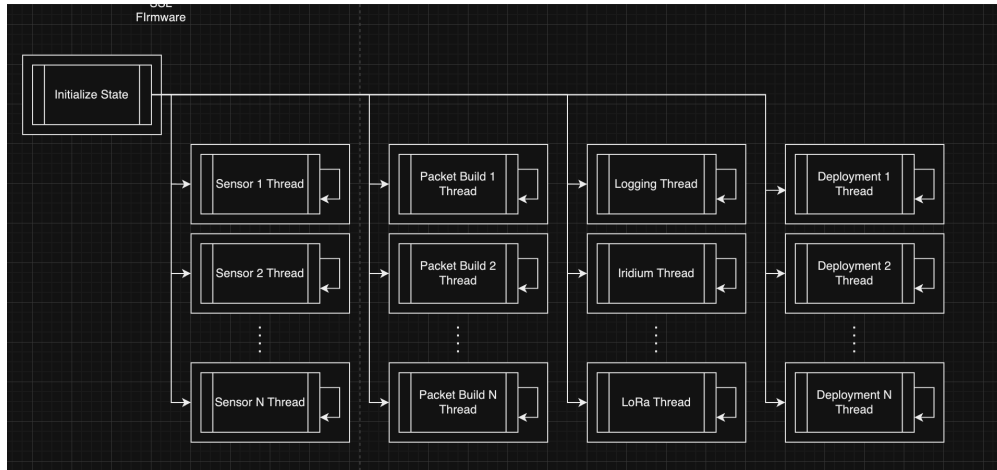 FIrmware
Initialize State
Sensor 1 Thread
Packet Build 1
Thread
Logging Thread
Deployment 1
Thread
Sensor 2 Thread
Packet Build 2
Thread
Iridium Thread
Deployment 2
Thread
Sensor N Thread
Packet Build N
Thread
LoRa Thread
Deployment N
Thread